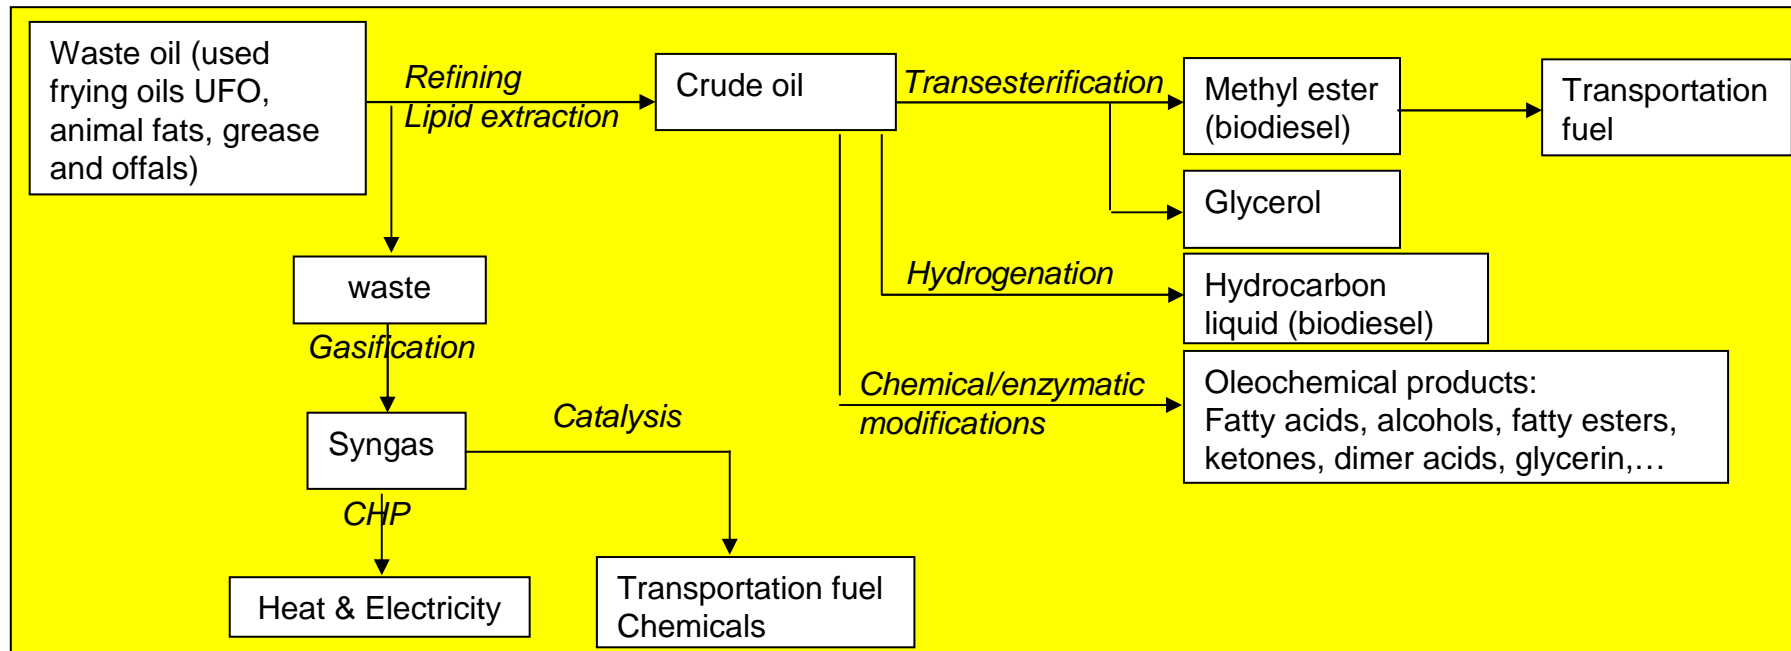 Waste oil (used
frying oils UFO,
animal fats, grease
and offals)
Refining
Lipid extraction
Crude oil
Transesterification
Methyl ester
(biodiesel)
Transportation
fuel
Glycerol
waste
Hydrogenation
Hydrocarbon
liquid (biodiesel)
Gasification
Chemical/enzymatic
modifications
Oleochemical products:
Fatty acids, alcohols, fatty esters,
ketones, dimer acids, glycerin,…
Syngas
Catalysis
CHP
Heat & Electricity
Transportation fuel
Chemicals